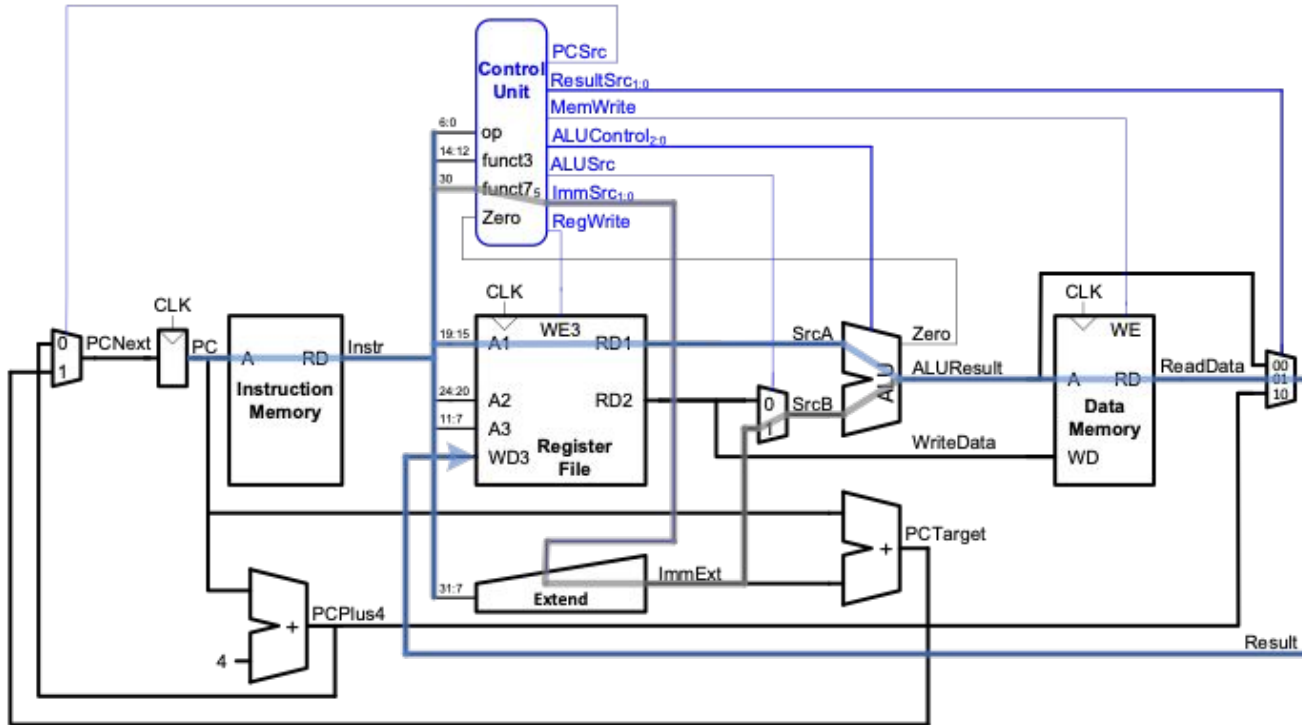 PCSrc
Control
Unit
ResultSrc1:0
MemWrite
6:0
op
ALUControl2:0
14:12
funct3
ALUSrc
30
funct75
ImmSrc1:0
Zero
RegWrite
CLK
CLK
CLK
0
1
PCNext
PC
A
RD
Instr
Instruction
Memory
19:15
A1
WE3
RD1
SrcA
Zero
WE
24:20
A2
RD2
0
1
SrcB
ALU
ALUResult
A
RD
ReadData
00
01
10
11:7
A3
Data
Memory
WD3
Register
File
WriteData
WD
PCTarget
+
31:7
Extend
ImmExt
PCPlus4
+
4
Result